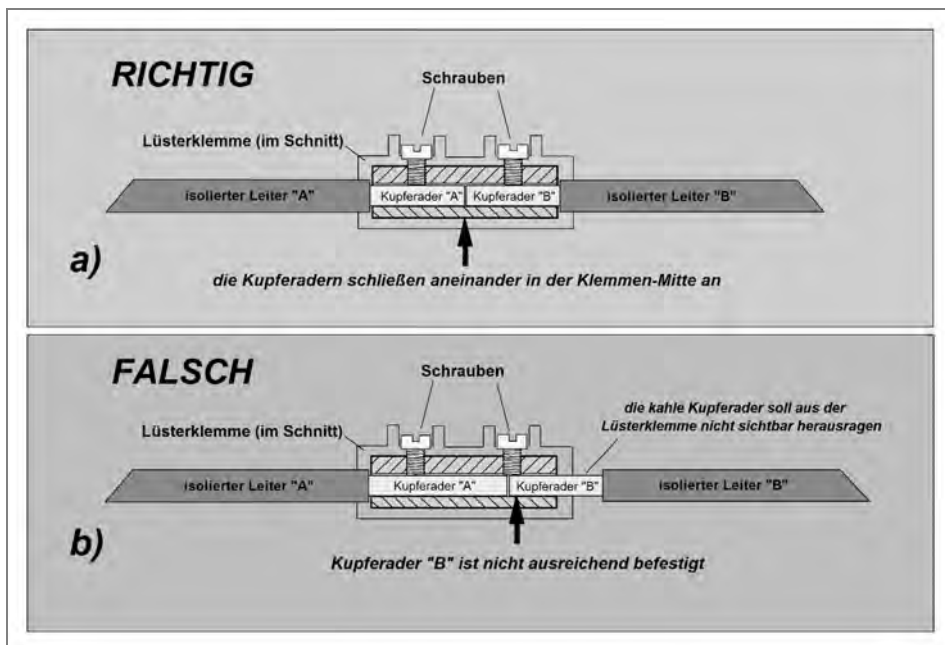 RICHTIG
Schrauben
Lüsterklemme (im Schnitt)
isolierter Leiter "A"
Kupferader "A"
Kupferader "B"
isolierter Leiter "B"
a)
die Kupferadern schließen aneinander in der Klemmen-Mitte an
FALSCH
Schrauben
die kahle Kupferader soll aus der
Lüsterklemme nicht sichtbar herausragen
Lüsterklemme (im Schnitt)
isolierter Leiter "A"
Kupferader "A"
Kupferader "B"
isolierter Leiter "B"
b)
Kupferader "B" ist nicht ausreichend befestigt